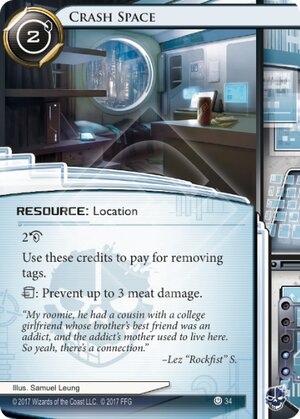 Crash Space
2
RESOURCE: Location
2
Use these credits to pay for removing
tags.
: Prevent up to 3 meat damage.
“My roomie, he had a cousin with a college
girlfriend whose brother’s best friend was an
addict, and the addict’s mother used to live here.
So yeah, there’s a connection.”
–Lez “Rockfist” S.
Illus. Samuel Leung
© 2017 Wizards of the Coast LLC. © 2017 FFG
34